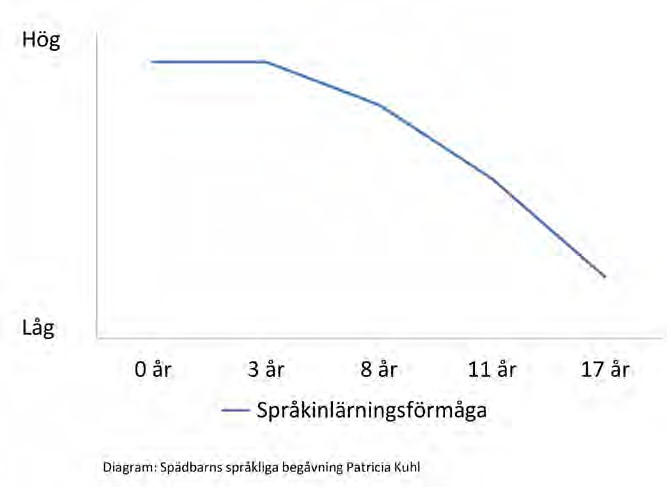 Hög
Låg
0 år 3 år 8 år 11 år 17 år
Språkinlärningsförmåga
Diagram: Spädbarns språkliga begåvning Patricia Kuhl